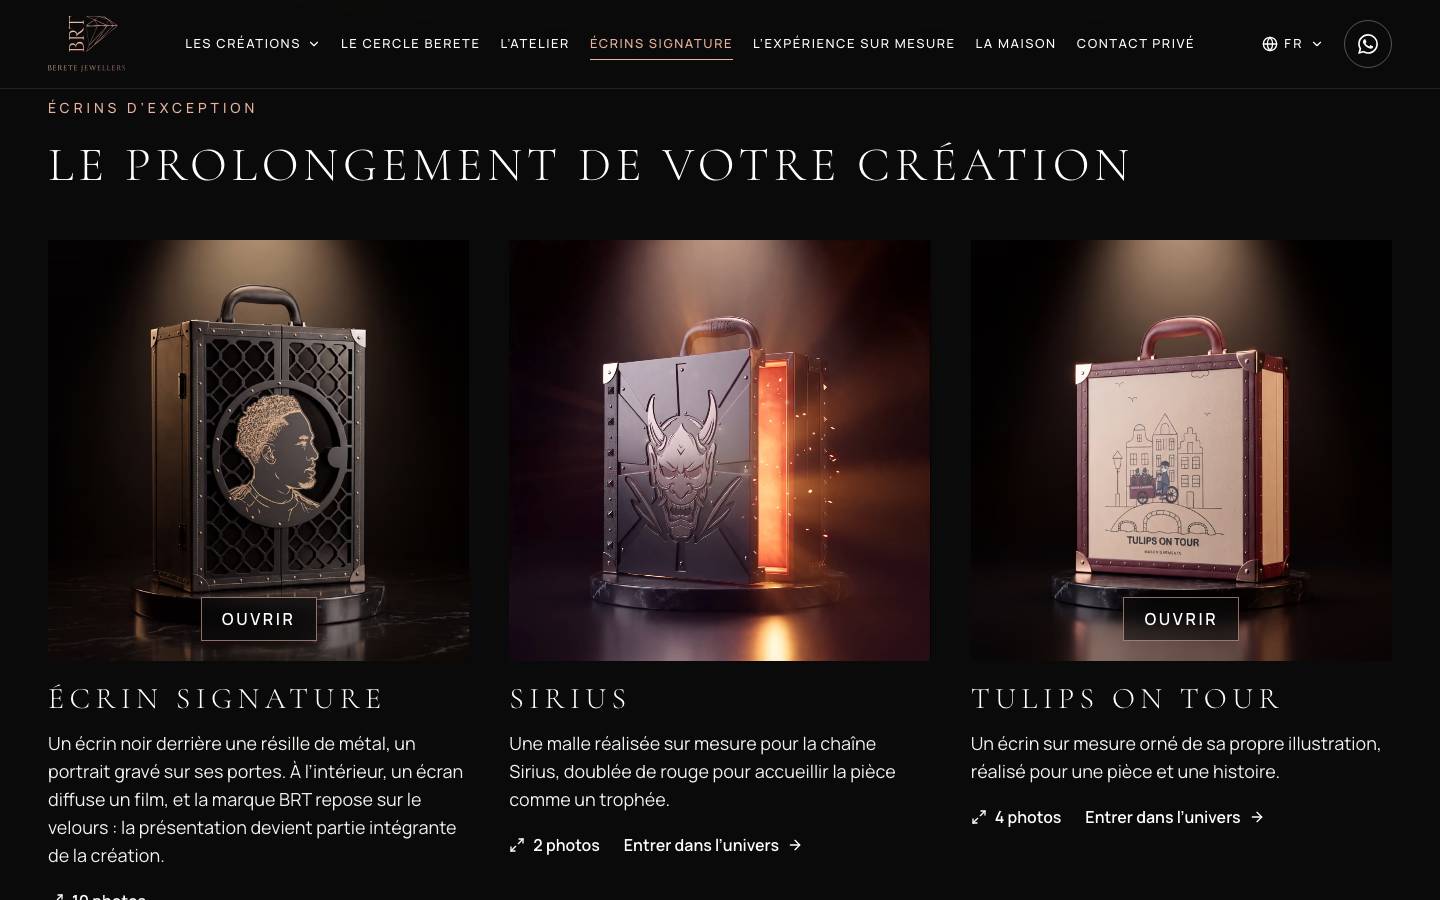 BRT
BERETE JEWELLERS
LES CRÉATIONS
LE CERCLE BERETE
L'ATELIER
ÉCRINS SIGNATURE
L'EXPÉRIENCE SUR MESURE
LA MAISON
CONTACT PRIVÉ
FR
ÉCRINS D'EXCEPTION
LE PROLONGEMENT DE VOTRE CRÉATION
OUVRIR
TULIPS ON TOUR
OUVRIR
ÉCRIN SIGNATURE
Un écrin noir derrière une résille de métal, un
portrait gravé sur ses portes. À l'intérieur, un écran
diffuse un film, et la marque BRT repose sur le
velours : la présentation devient partie intégrante
de la création.
10 photos
SIRIUS
Une malle réalisée sur mesure pour la chaîne
Sirius, doublée de rouge pour accueillir la pièce
comme un trophée.
2 photos
Entrer dans l'univers
TULIPS ON TOUR
Un écrin sur mesure orné de sa propre illustration,
réalisé pour une pièce et une histoire.
4 photos
Entrer dans l'univers